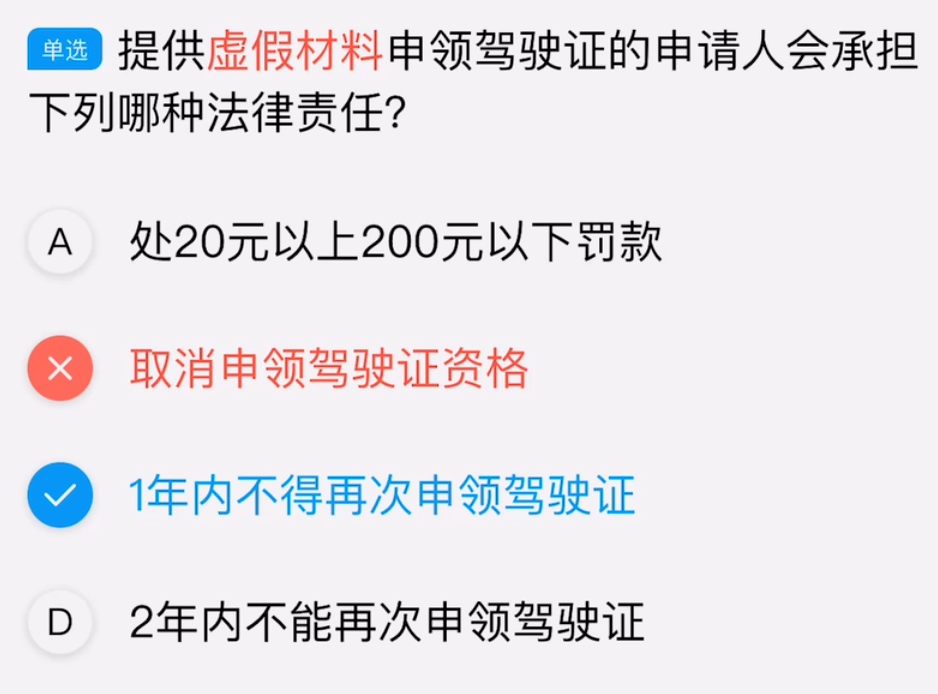 单选 提供虚假材料申领驾驶证的申请人会承担
下列哪种法律责任?
A 处20元以上200元以下罚款
取消申领驾驶证资格
1年内不得再次申领驾驶证
D 2年内不能再次申领驾驶证